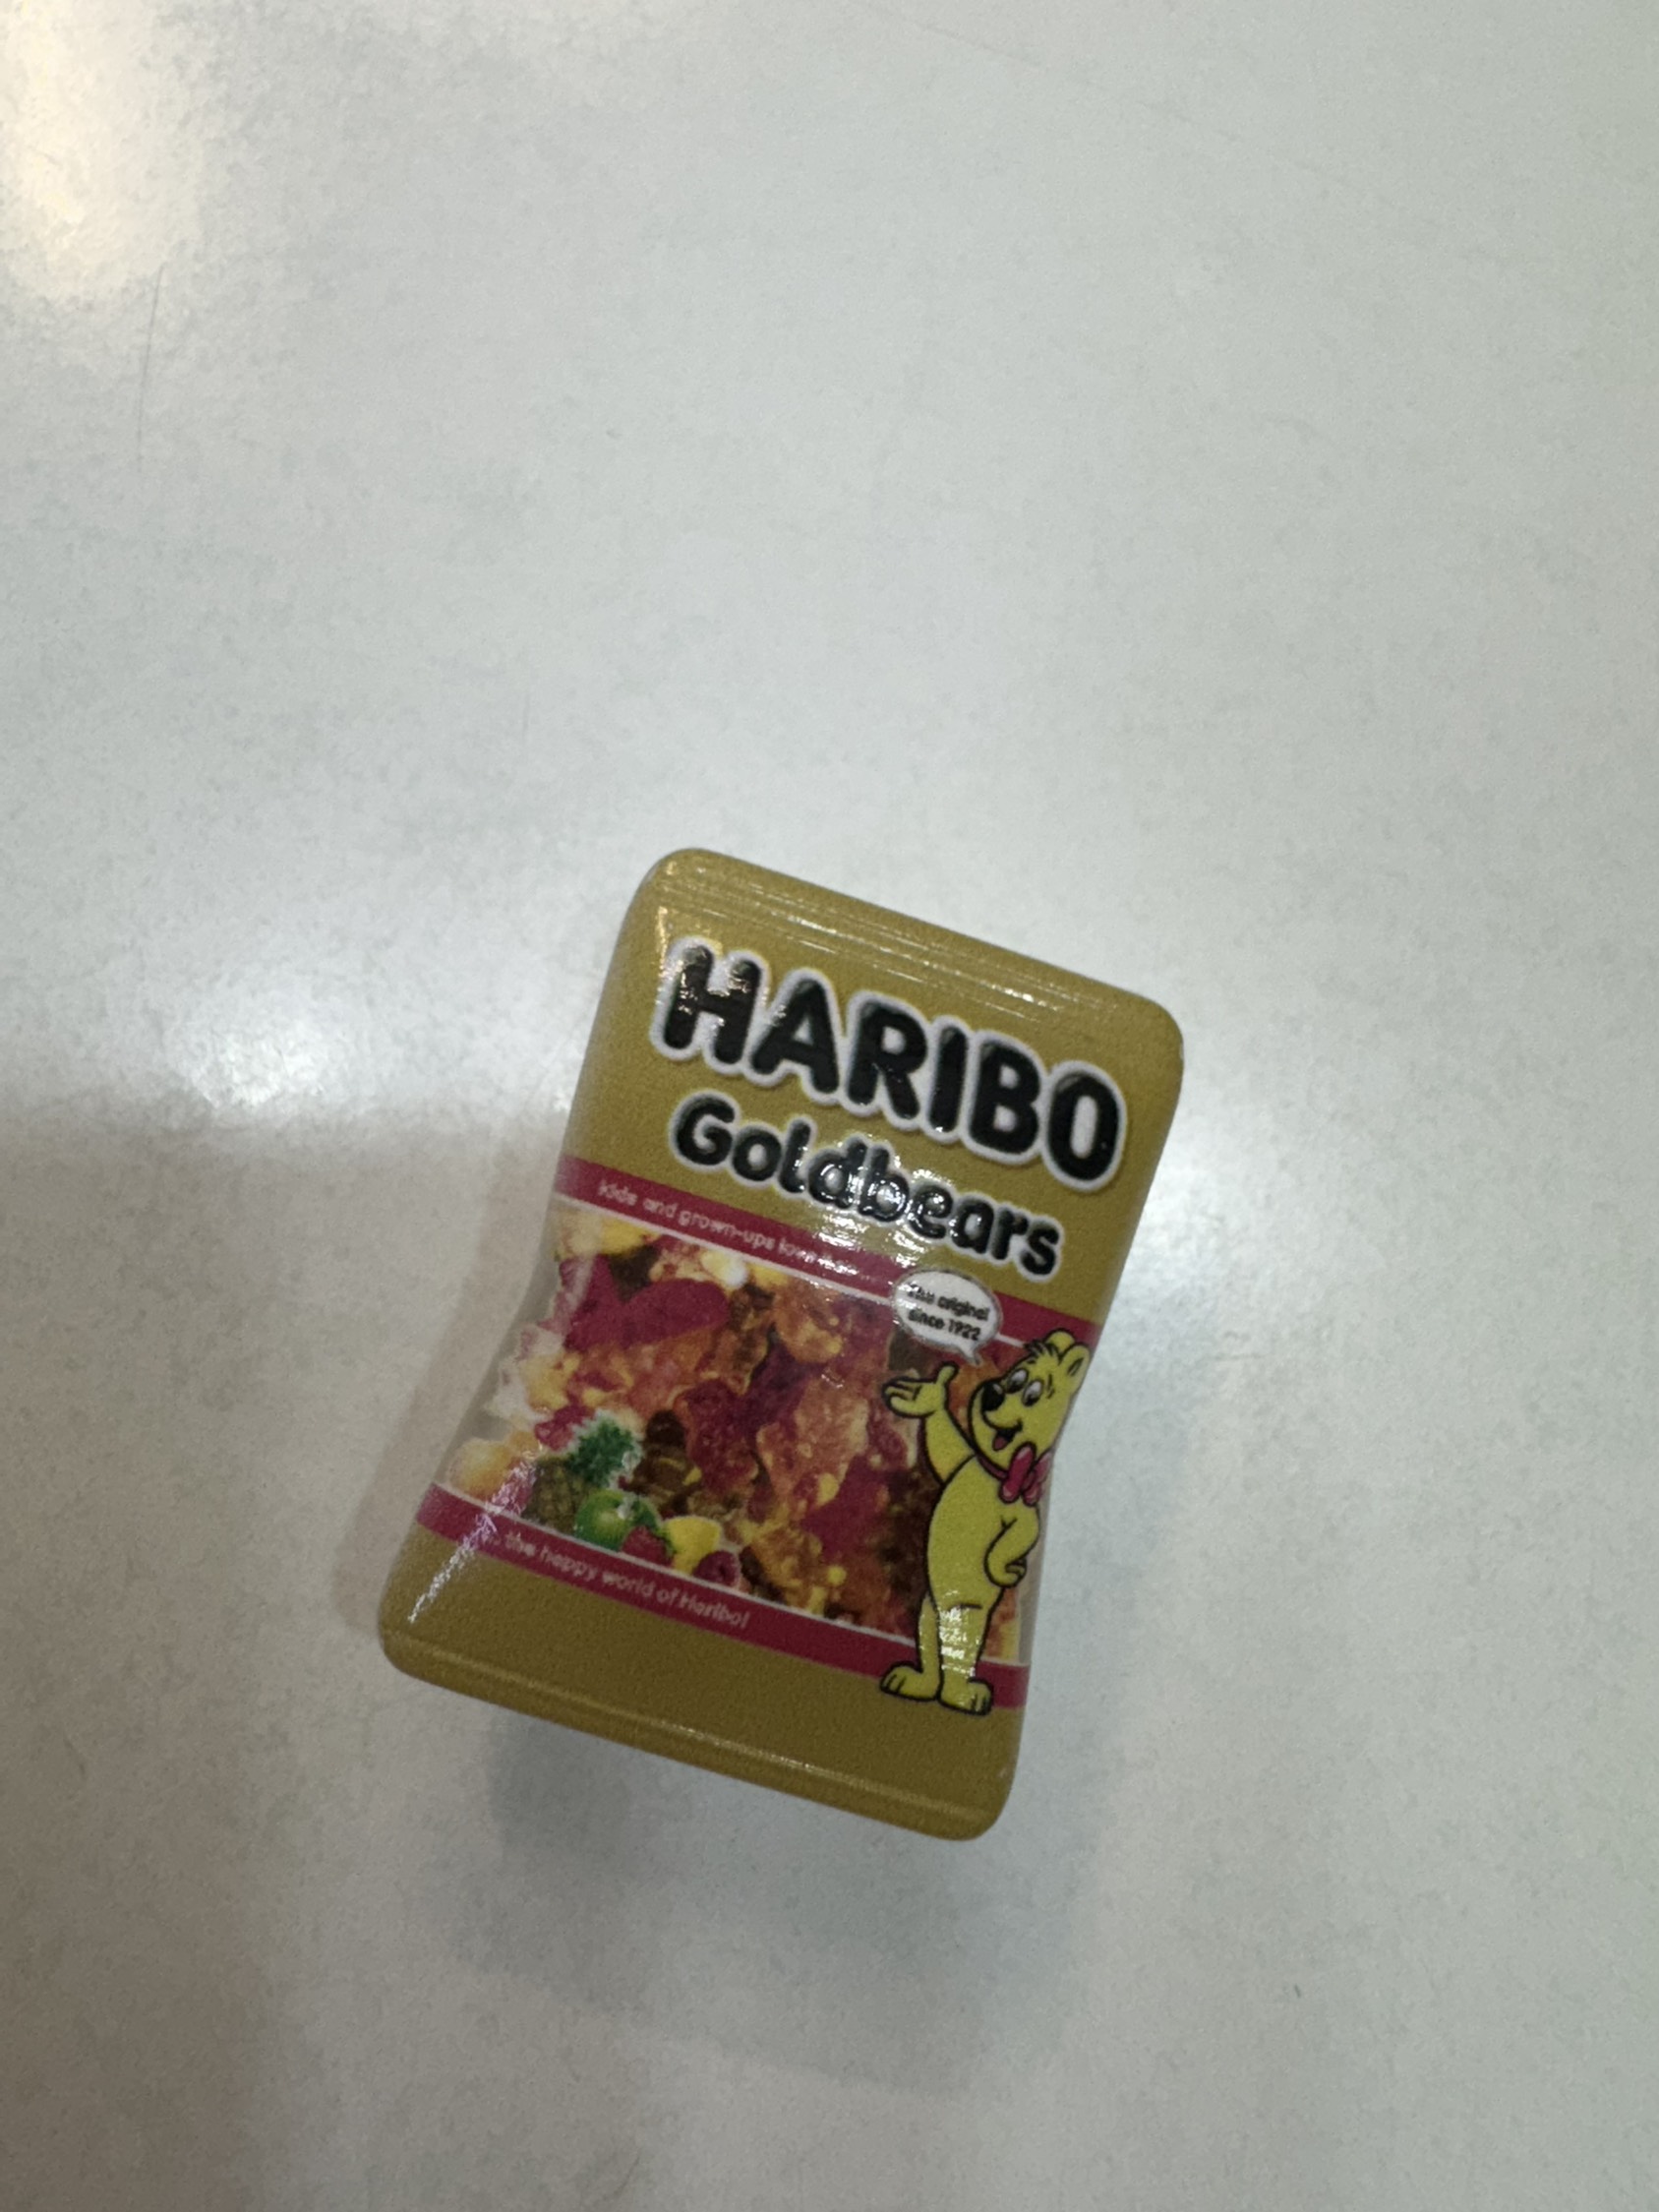 HARIBO
Goldbears
kids and grown-ups love
The original
since 1922
the happy world of Haribo!